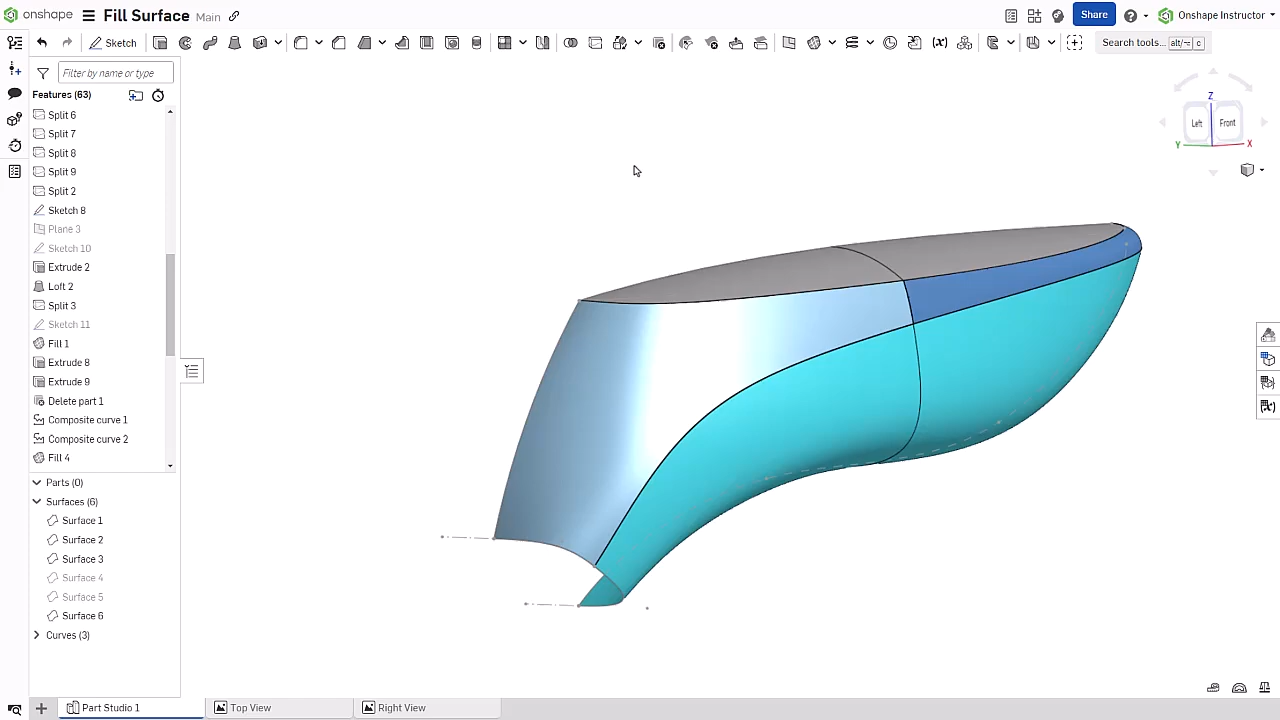 onshape Fill Surface Main Share Onshape Instructor
Sketch Search tools... alt/⌥ c
Filter by name or type
Features (63)
Split 6
Split 7
Split 8
Split 9
Split 2
Sketch 8
Plane 3
Sketch 10
Extrude 2
Loft 2
Split 3
Sketch 11
Fill 1
Extrude 8
Extrude 9
Delete part 1
Composite curve 1
Composite curve 2
Fill 4
Parts (0)
Surfaces (6)
Surface 1
Surface 2
Surface 3
Surface 4
Surface 5
Surface 6
Curves (3)
Z
Left Front
Y X
Part Studio 1 Top View Right View